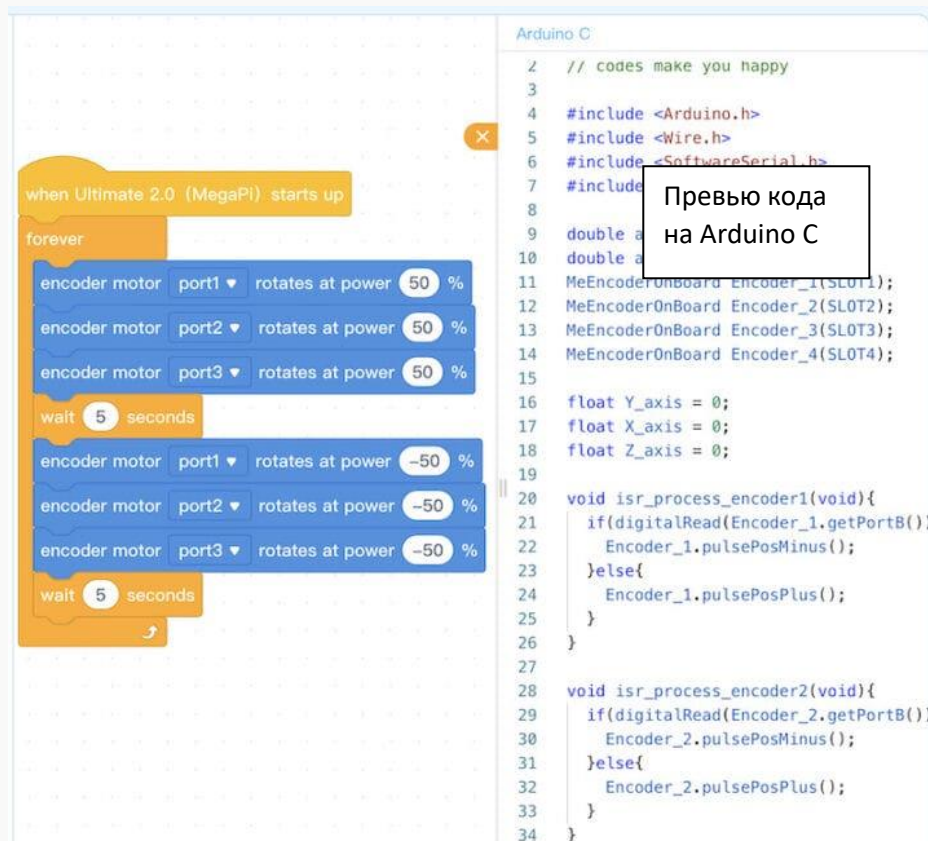 when Ultimate 2.0 (MegaPi) starts up
forever
encoder motor port1 rotates at power 50 %
encoder motor port2 rotates at power 50 %
encoder motor port3 rotates at power 50 %
wait 5 seconds
encoder motor port1 rotates at power -50 %
encoder motor port2 rotates at power -50 %
encoder motor port3 rotates at power -50 %
wait 5 seconds
Arduino C
2 // codes make you happy
3
4 #include <Arduino.h>
5 #include <Wire.h>
6 #include <SoftwareSerial.h>
7 #include
8
9 double a
10 double a
11 MeEncoderOnBoard Encoder_1(SLOT1);
12 MeEncoderOnBoard Encoder_2(SLOT2);
13 MeEncoderOnBoard Encoder_3(SLOT3);
14 MeEncoderOnBoard Encoder_4(SLOT4);
15
16 float Y_axis = 0;
17 float X_axis = 0;
18 float Z_axis = 0;
19
20 void isr_process_encoder1(void){
21 if(digitalRead(Encoder_1.getPortB())
22 Encoder_1.pulsePosMinus();
23 }else{
24 Encoder_1.pulsePosPlus();
25 }
26 }
27
28 void isr_process_encoder2(void){
29 if(digitalRead(Encoder_2.getPortB())
30 Encoder_2.pulsePosMinus();
31 }else{
32 Encoder_2.pulsePosPlus();
33 }
34 }
Превью кода
на Arduino C